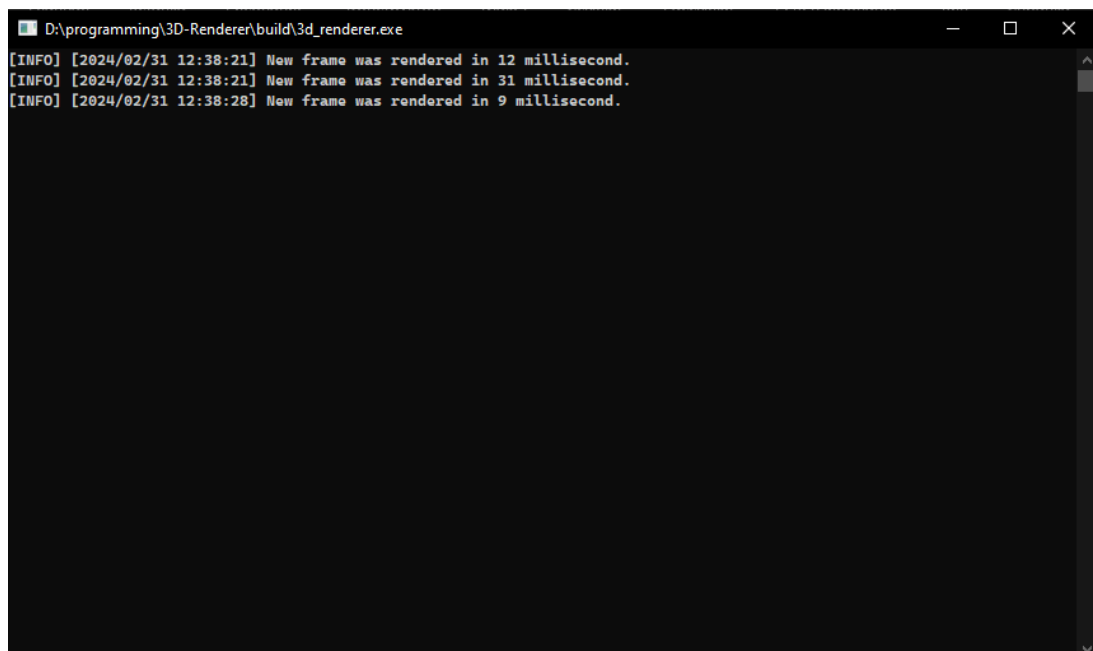 D:\programming\3D-Renderer\build\3d_renderer.exe
[INFO] [2024/02/31 12:38:21] New frame was rendered in 12 millisecond.
[INFO] [2024/02/31 12:38:21] New frame was rendered in 31 millisecond.
[INFO] [2024/02/31 12:38:28] New frame was rendered in 9 millisecond.